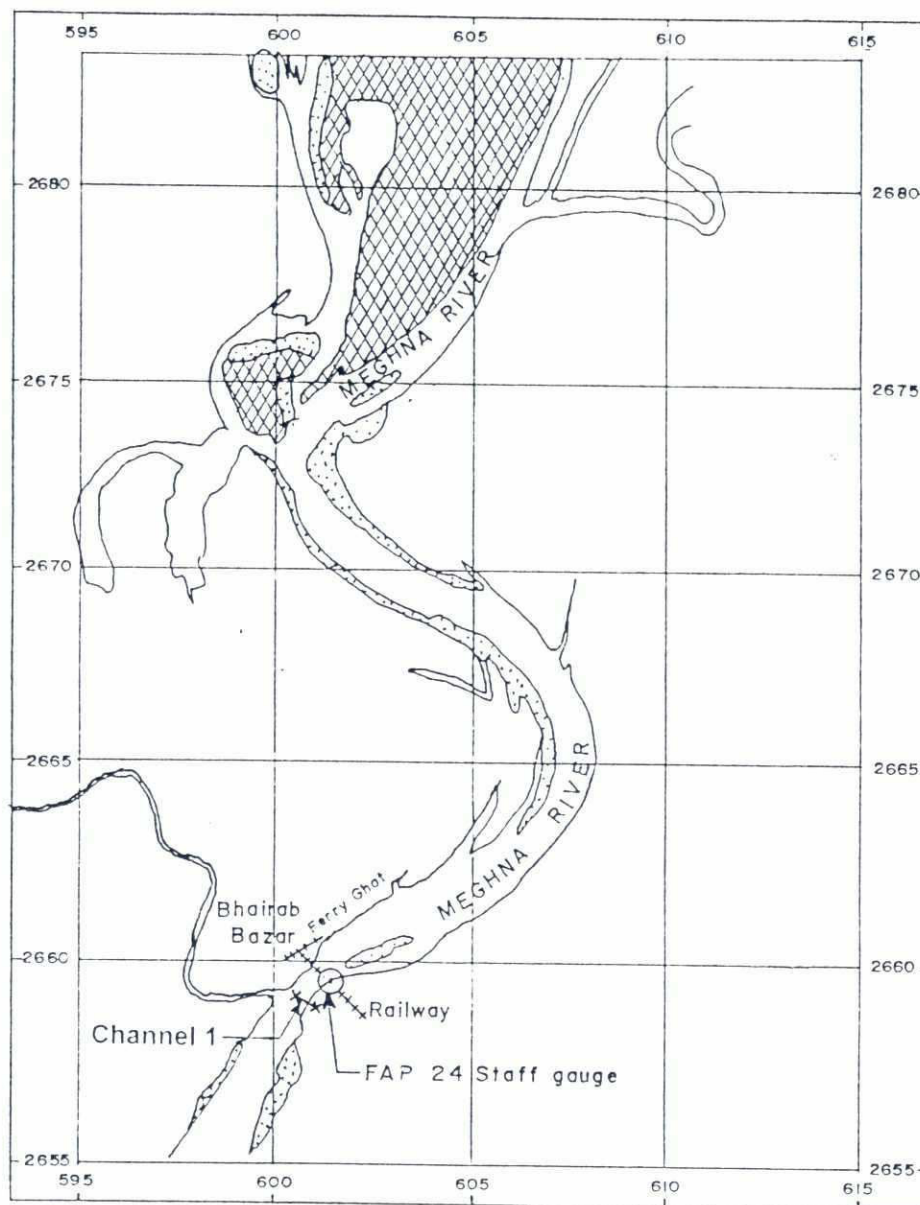 595 600 605 610 615
2680 2680
MEGHNA RIVER
2675 2675
2670 2670
2665 2665
MEGHNA RIVER
Ferry Ghat
Bhairab
Bazar
2660 2660
Railway
Channel 1
FAP 24 Staff gauge
2655 2655
595 600 605 610 615